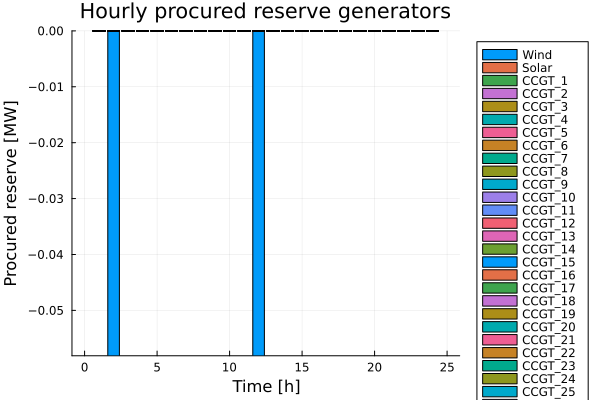 Hourly procured reserve generators
Procured reserve [MW]
0.00
−0.01
−0.02
−0.03
−0.04
−0.05
0 5 10 15 20 25
Time [h]
Wind
Solar
CCGT_1
CCGT_2
CCGT_3
CCGT_4
CCGT_5
CCGT_6
CCGT_7
CCGT_8
CCGT_9
CCGT_10
CCGT_11
CCGT_12
CCGT_13
CCGT_14
CCGT_15
CCGT_16
CCGT_17
CCGT_18
CCGT_19
CCGT_20
CCGT_21
CCGT_22
CCGT_23
CCGT_24
CCGT_25